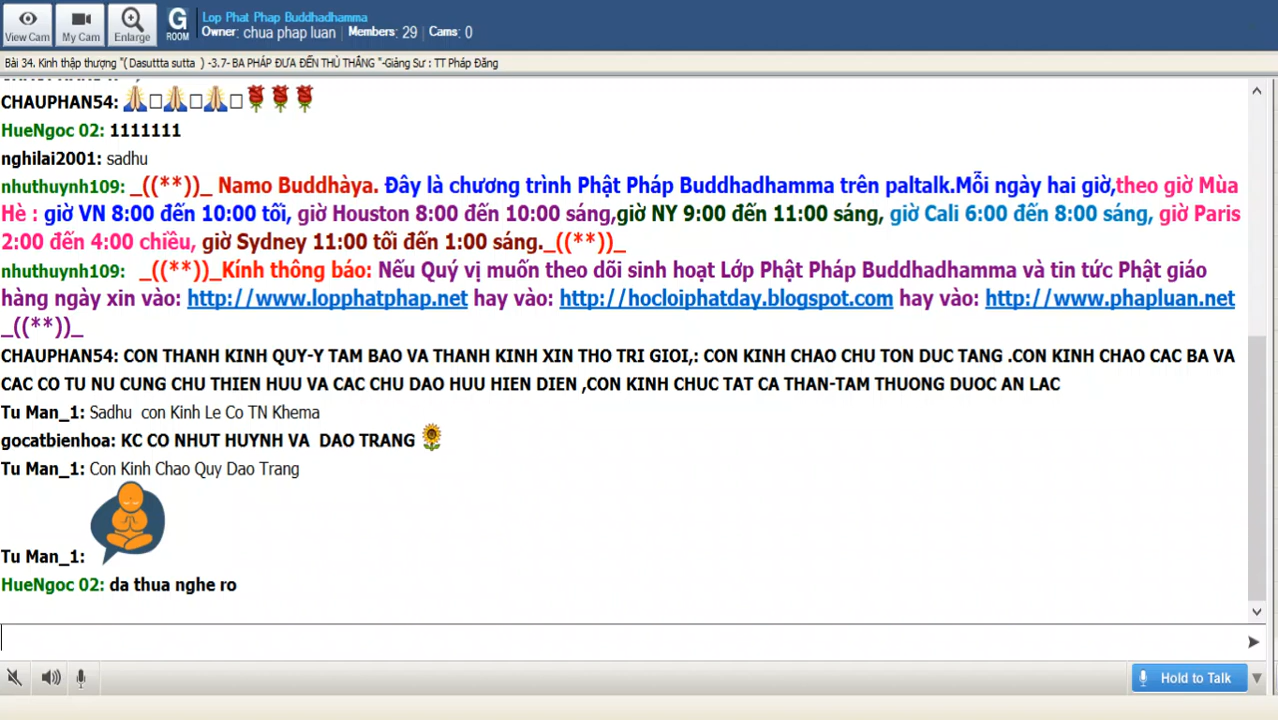 Lop Phat Phap Buddhadhamma
View Cam
My Cam
Enlarge
G
ROOM
Owner: chua phap luan
Members: 29
Cams: 0
Bài 34. Kinh thập thượng "( Dasuttta sutta ) -3.7- BA PHÁP ĐƯA ĐẾN THÙ THẮNG "-Giảng Sư : TT Pháp Đăng
CHAUPHAN54:
HueNgoc 02: 1111111
nghilai2001: sadhu
nhuthuynh109: _((**))_ Namo Buddhàya. Đây là chương trình Phật Pháp Buddhadhamma trên paltalk.Mỗi ngày hai giờ,theo giờ Mùa
Hè : giờ VN 8:00 đến 10:00 tối, giờ Houston 8:00 đến 10:00 sáng,giờ NY 9:00 đến 11:00 sáng, giờ Cali 6:00 đến 8:00 sáng, giờ Paris
2:00 đến 4:00 chiều, giờ Sydney 11:00 tối đến 1:00 sáng._((**))_
nhuthuynh109: _((**))_Kính thông báo: Nếu Quý vị muốn theo dõi sinh hoạt Lớp Phật Pháp Buddhadhamma và tin tức Phật giáo
hàng ngày xin vào: http://www.lopphatphap.net hay vào: http://hocloiphatday.blogspot.com hay vào: http://www.phapluan.net
_((**))_
CHAUPHAN54: CON THANH KINH QUY-Y TAM BAO VA THANH KINH XIN THO TRI GIOI,: CON KINH CHAO CHU TON DUC TANG .CON KINH CHAO CAC BA VA
CAC CO TU NU CUNG CHU THIEN HUU VA CAC CHU DAO HUU HIEN DIEN ,CON KINH CHUC TAT CA THAN-TAM THUONG DUOC AN LAC
Tu Man_1: Sadhu con Kinh Le Co TN Khema
gocatbienhoa: KC CO NHUT HUYNH VA DAO TRANG
Tu Man_1: Con Kinh Chao Quy Dao Trang
Tu Man_1:
HueNgoc 02: da thua nghe ro
Hold to Talk